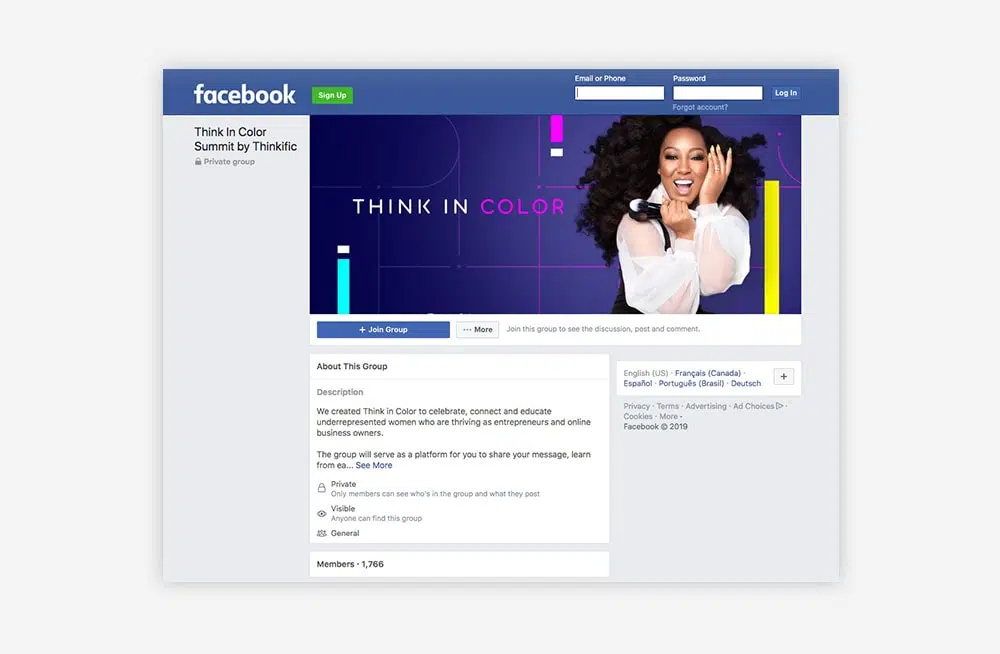 facebook
Sign Up
Email or Phone
Password
Log In
Forgot account?
Think In Color
Summit by Thinkific
Private group
THINK IN COLOR
+ Join Group
··· More
Join this group to see the discussion, post and comment.
About This Group
Description
We created Think in Color to celebrate, connect and educate
underrepresented women who are thriving as entrepreneurs and online
business owners.
The group will serve as a platform for you to share your message, learn
from ea... See More
Private
Only members can see who's in the group and what they post
Visible
Anyone can find this group
General
Members · 1,766
English (US) · Français (Canada) ·
Español · Português (Brasil) · Deutsch
+
Privacy · Terms · Advertising · Ad Choices ·
Cookies · More
Facebook © 2019